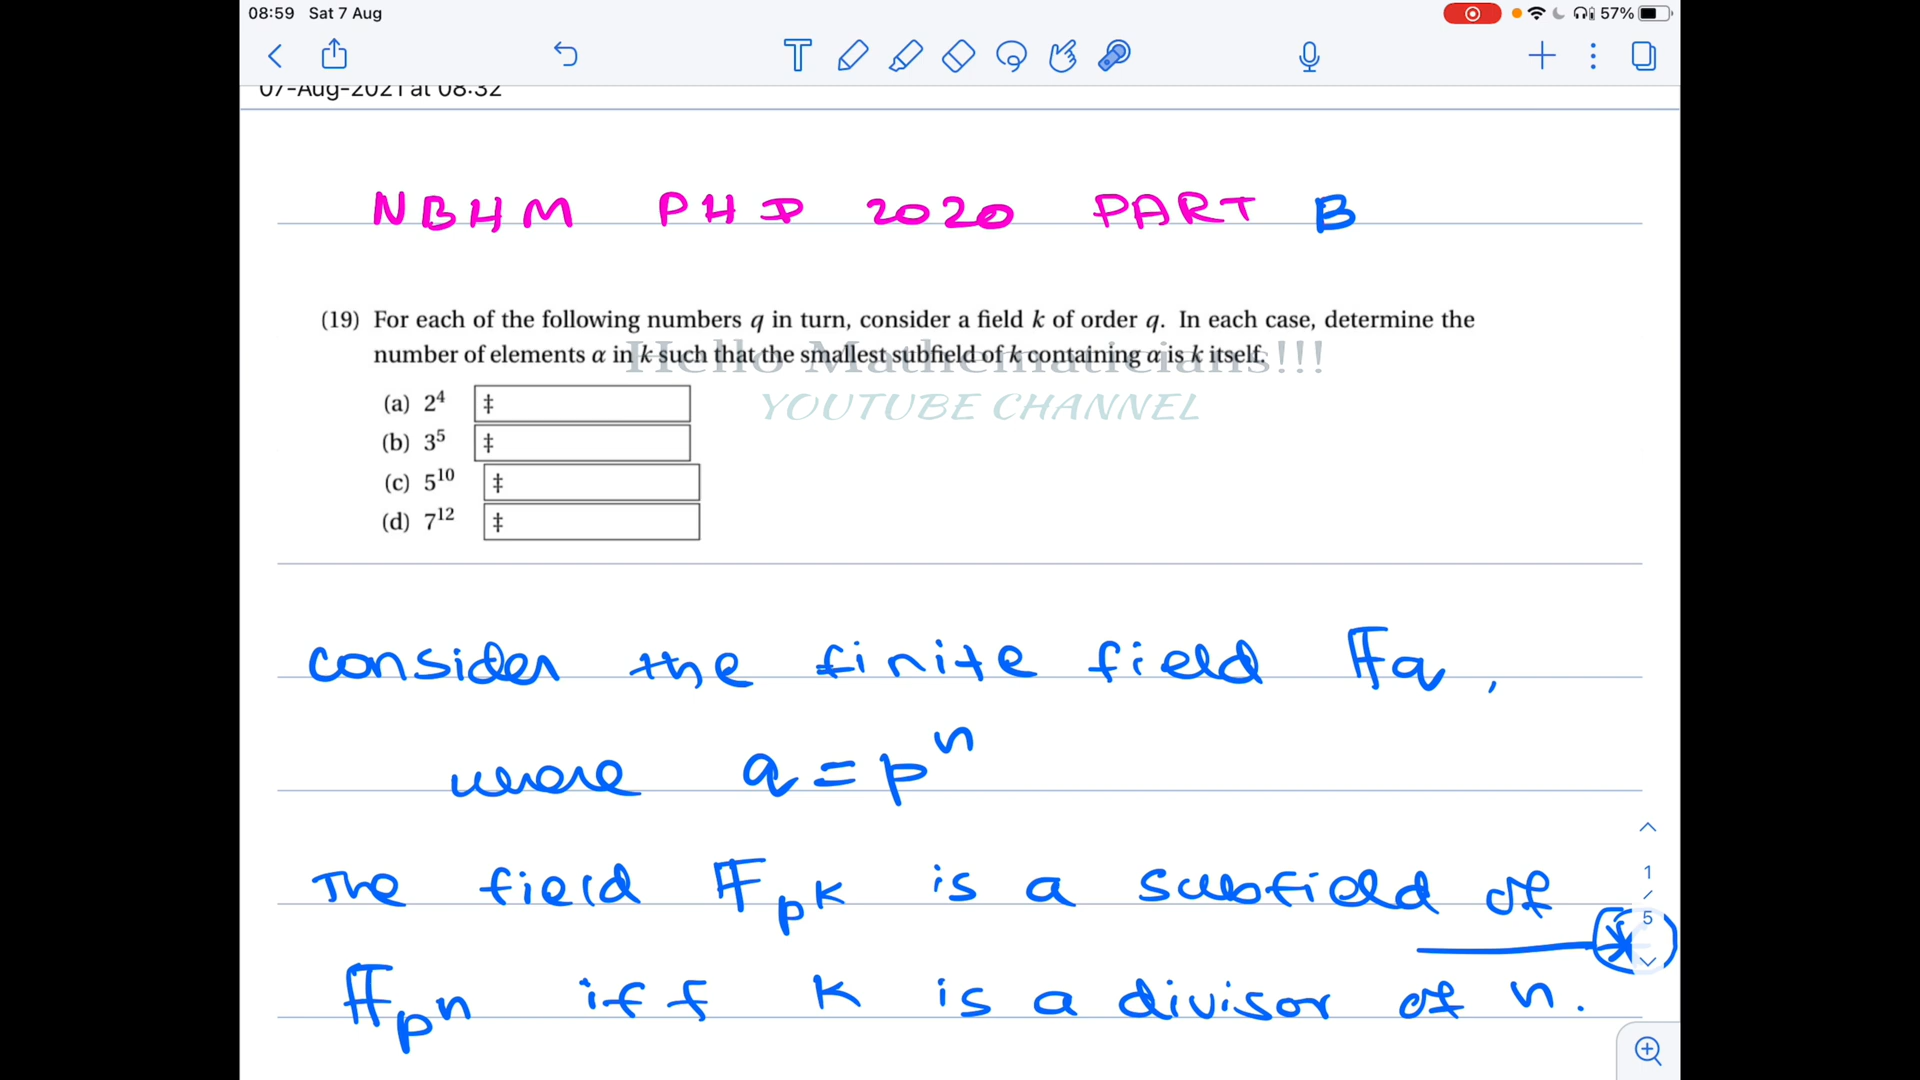 08:59 Sat 7 Aug
57%
07-Aug-2021 at 08:32
NBHM PHD 2020 PART B
(19) For each of the following numbers q in turn, consider a field k of order q. In each case, determine the
number of elements α in k such that the smallest subfield of k containing α is k itself.
Hello Mathematicians!!!
YOUTUBE CHANNEL
(a) 2⁴ ‡
(b) 3⁵ ‡
(c) 5¹⁰ ‡
(d) 7¹² ‡
consider the finite field 𝔽q,
where q = pⁿ
The field 𝔽pk is a subfield of
𝔽pn iff k is a divisor of n.
1
/
5